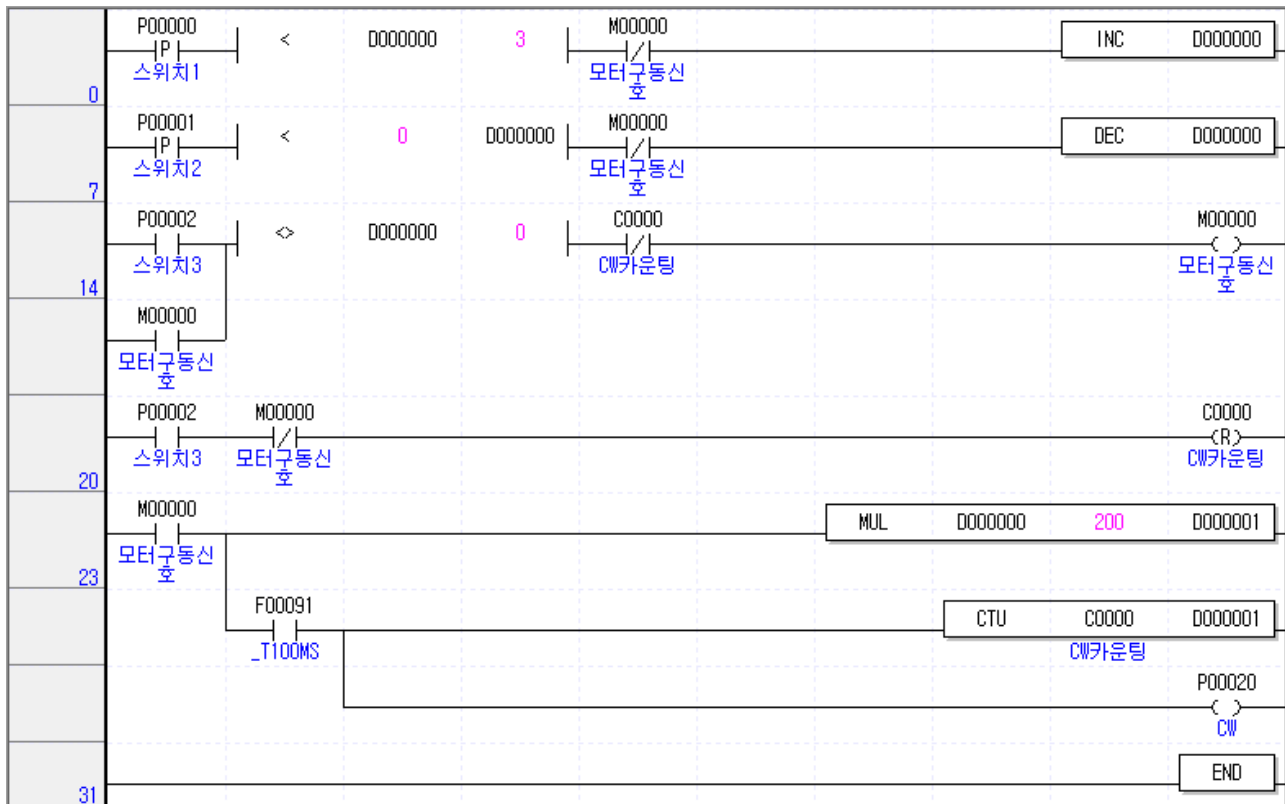 P00000 M00000
P < D000000 3 INC D000000
스위치1 모터구동신
호
0
P00001 M00000
P < 0 D000000 DEC D000000
스위치2 모터구동신
호
7
P00002 C0000 M00000
<> D000000 0
스위치3 CW카운팅 모터구동신
호
14
M00000
모터구동신
호
P00002 M00000 C0000
R
스위치3 모터구동신 CW카운팅
호
20
M00000
MUL D000000 200 D000001
모터구동신
호
23
F00091
CTU C0000 D000001
_T100MS CW카운팅
P00020
CW
END
31